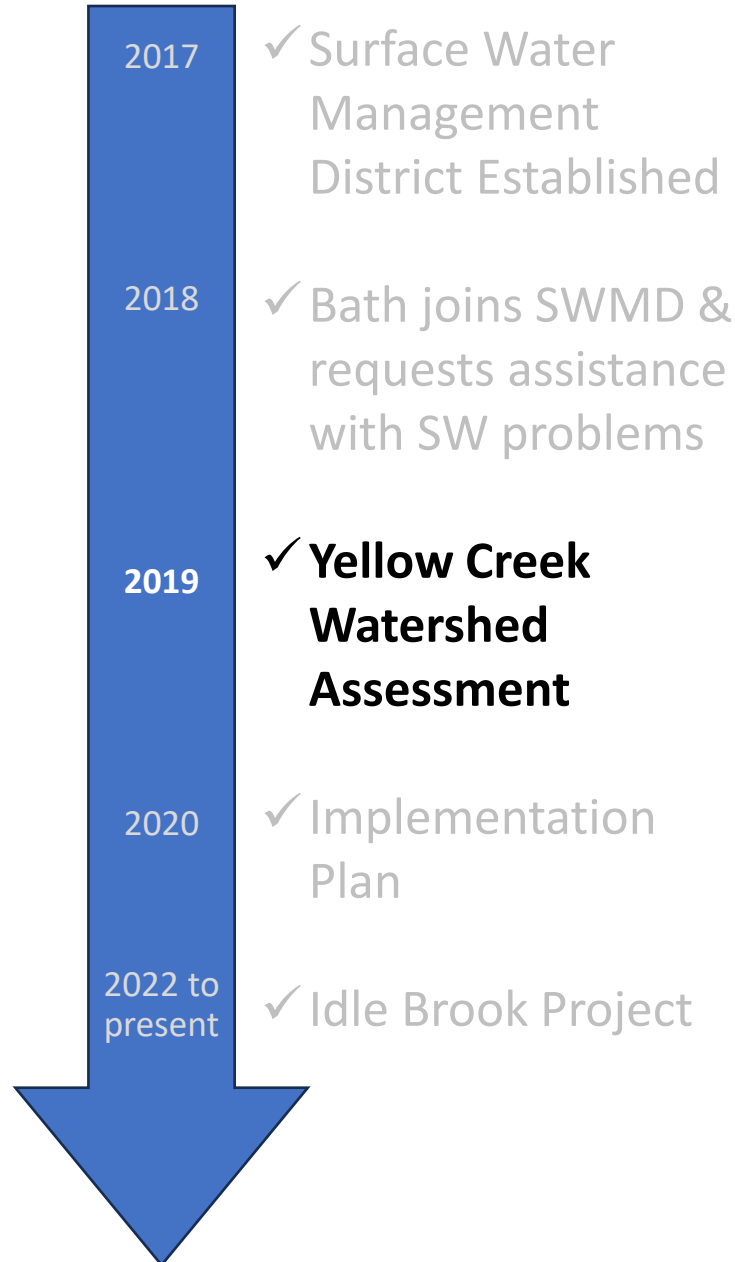 2017
✓ Surface Water
Management
District Established
2018
✓ Bath joins SWMD &
requests assistance
with SW problems
2019
✓ Yellow Creek
Watershed
Assessment
2020
✓ Implementation
Plan
2022 to
present
✓ Idle Brook Project